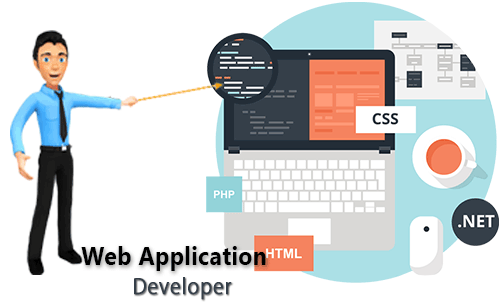 CSS
PHP
.NET
HTML
Web Application
Developer